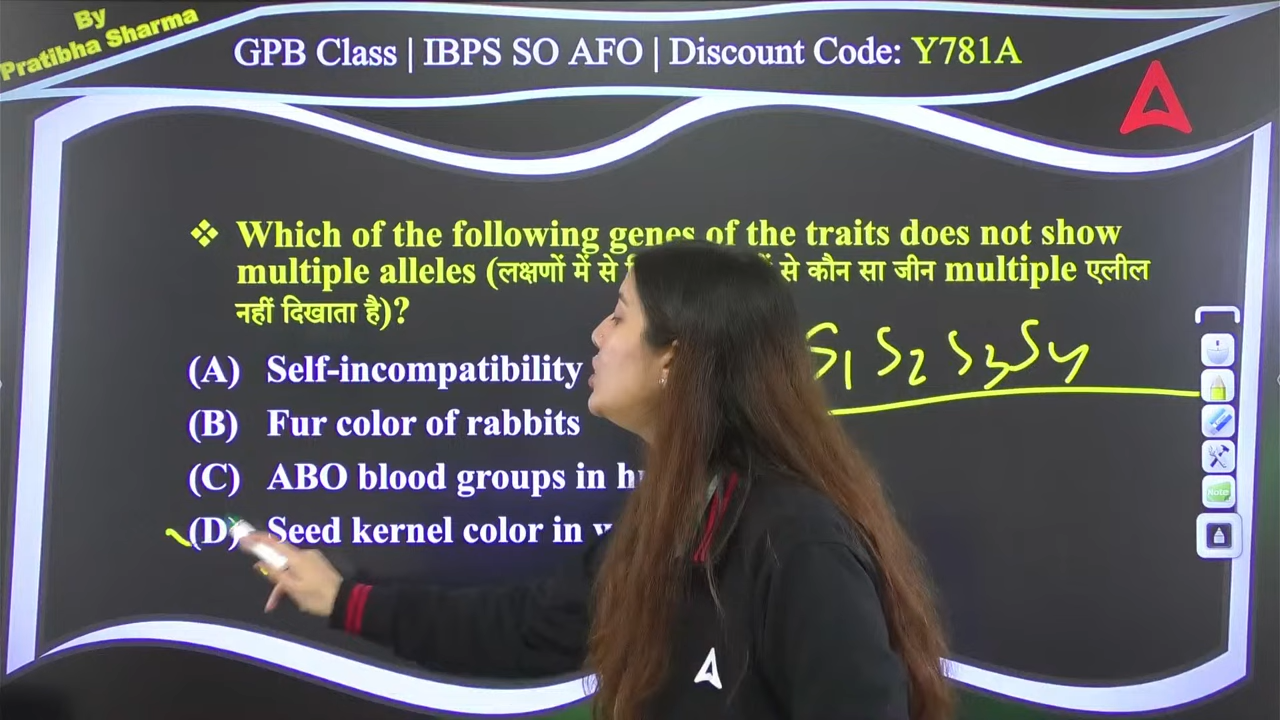 By
Pratibha Sharma
GPB Class | IBPS SO AFO | Discount Code: Y781A
❖ Which of the following genes of the traits does not show
multiple alleles (लक्षणों में से से कौन सा जीन multiple एलील
नहीं दिखाता है)?
S1 S2 S3 S4
(A) Self-incompatibility
(B) Fur color of rabbits
(C) ABO blood groups in
(D) Seed kernel color in
Note